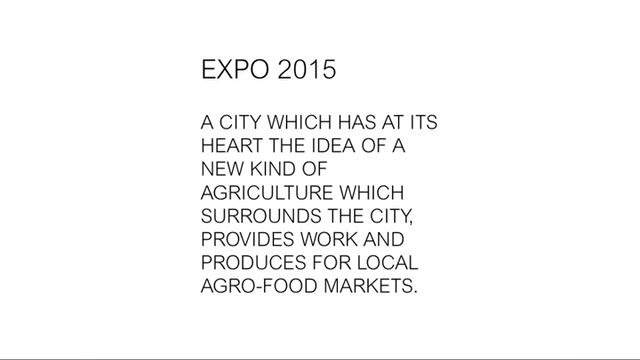 EXPO 2015
A CITY WHICH HAS AT ITS
HEART THE IDEA OF A
NEW KIND OF
AGRICULTURE WHICH
SURROUNDS THE CITY,
PROVIDES WORK AND
PRODUCES FOR LOCAL
AGRO-FOOD MARKETS.